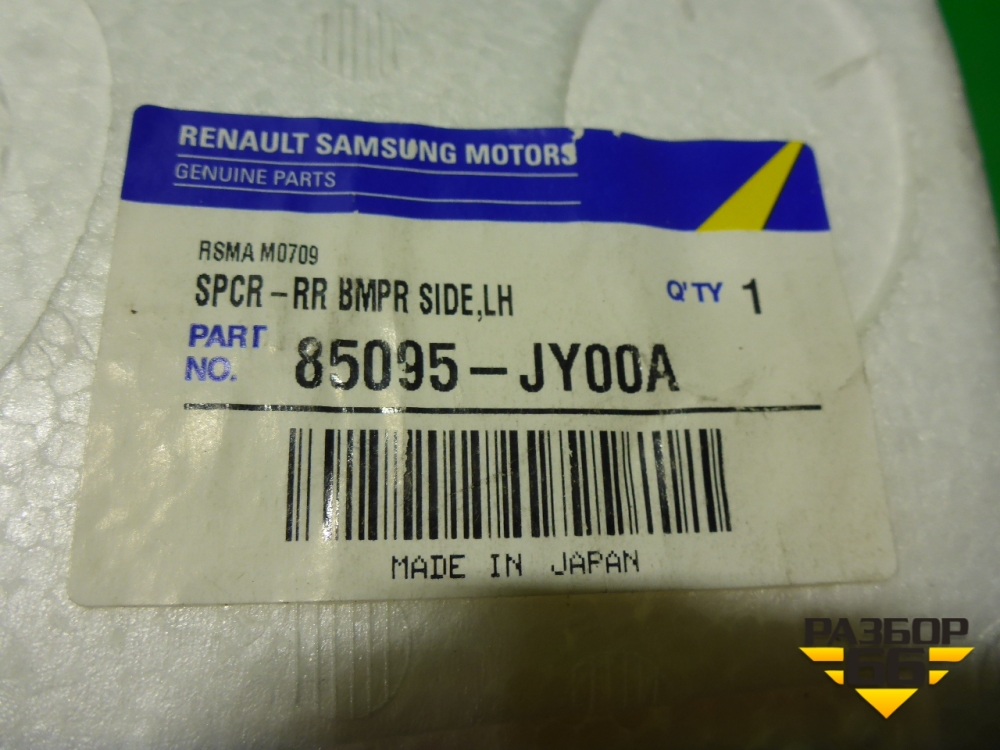 RENAULT SAMSUNG MOTORS
GENUINE PARTS
RSMA M0709
SPCR-RR BMPR SIDE,LH
Q'TY 1
PART NO. 85095-JY00A
MADE IN JAPAN
РАЗБОР
66